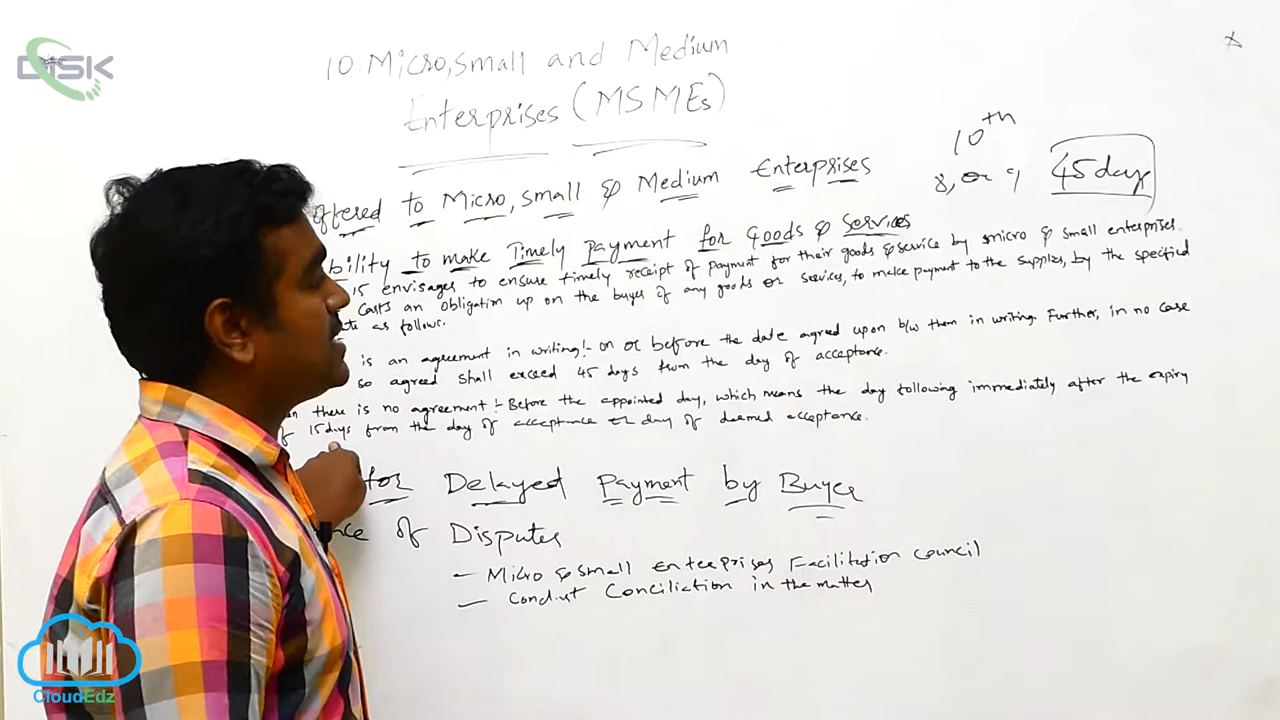 DISK
10. Micro, Small and Medium
Enterprises (MSMEs)
10th
offered to Micro, small & Medium Enterprises
8, or 9
45 day
bility to make Timely payment for Goods & Services
15 envisages to ensure timely receipt of payment for their goods & service by micro & small enterprises.
Casts an obligation up on the buyer of any goods or services, to make payment to the supplier, by the specified
as follows.
is an agreement in writing:- on or before the date agreed upon b/w them in writing. Further, in no case
so agreed shall exceed 45 days from the day of acceptance.
there is no agreement:- Before the appointed day, which means the day following immediately after the expiry
15 days from the day of acceptance or day of deemed acceptance.
for Delayed Payment by Buyer
nce of Disputes
- Micro & small enterprises Facilitation council
- Conduct Conciliation in the matter
CloudEdz